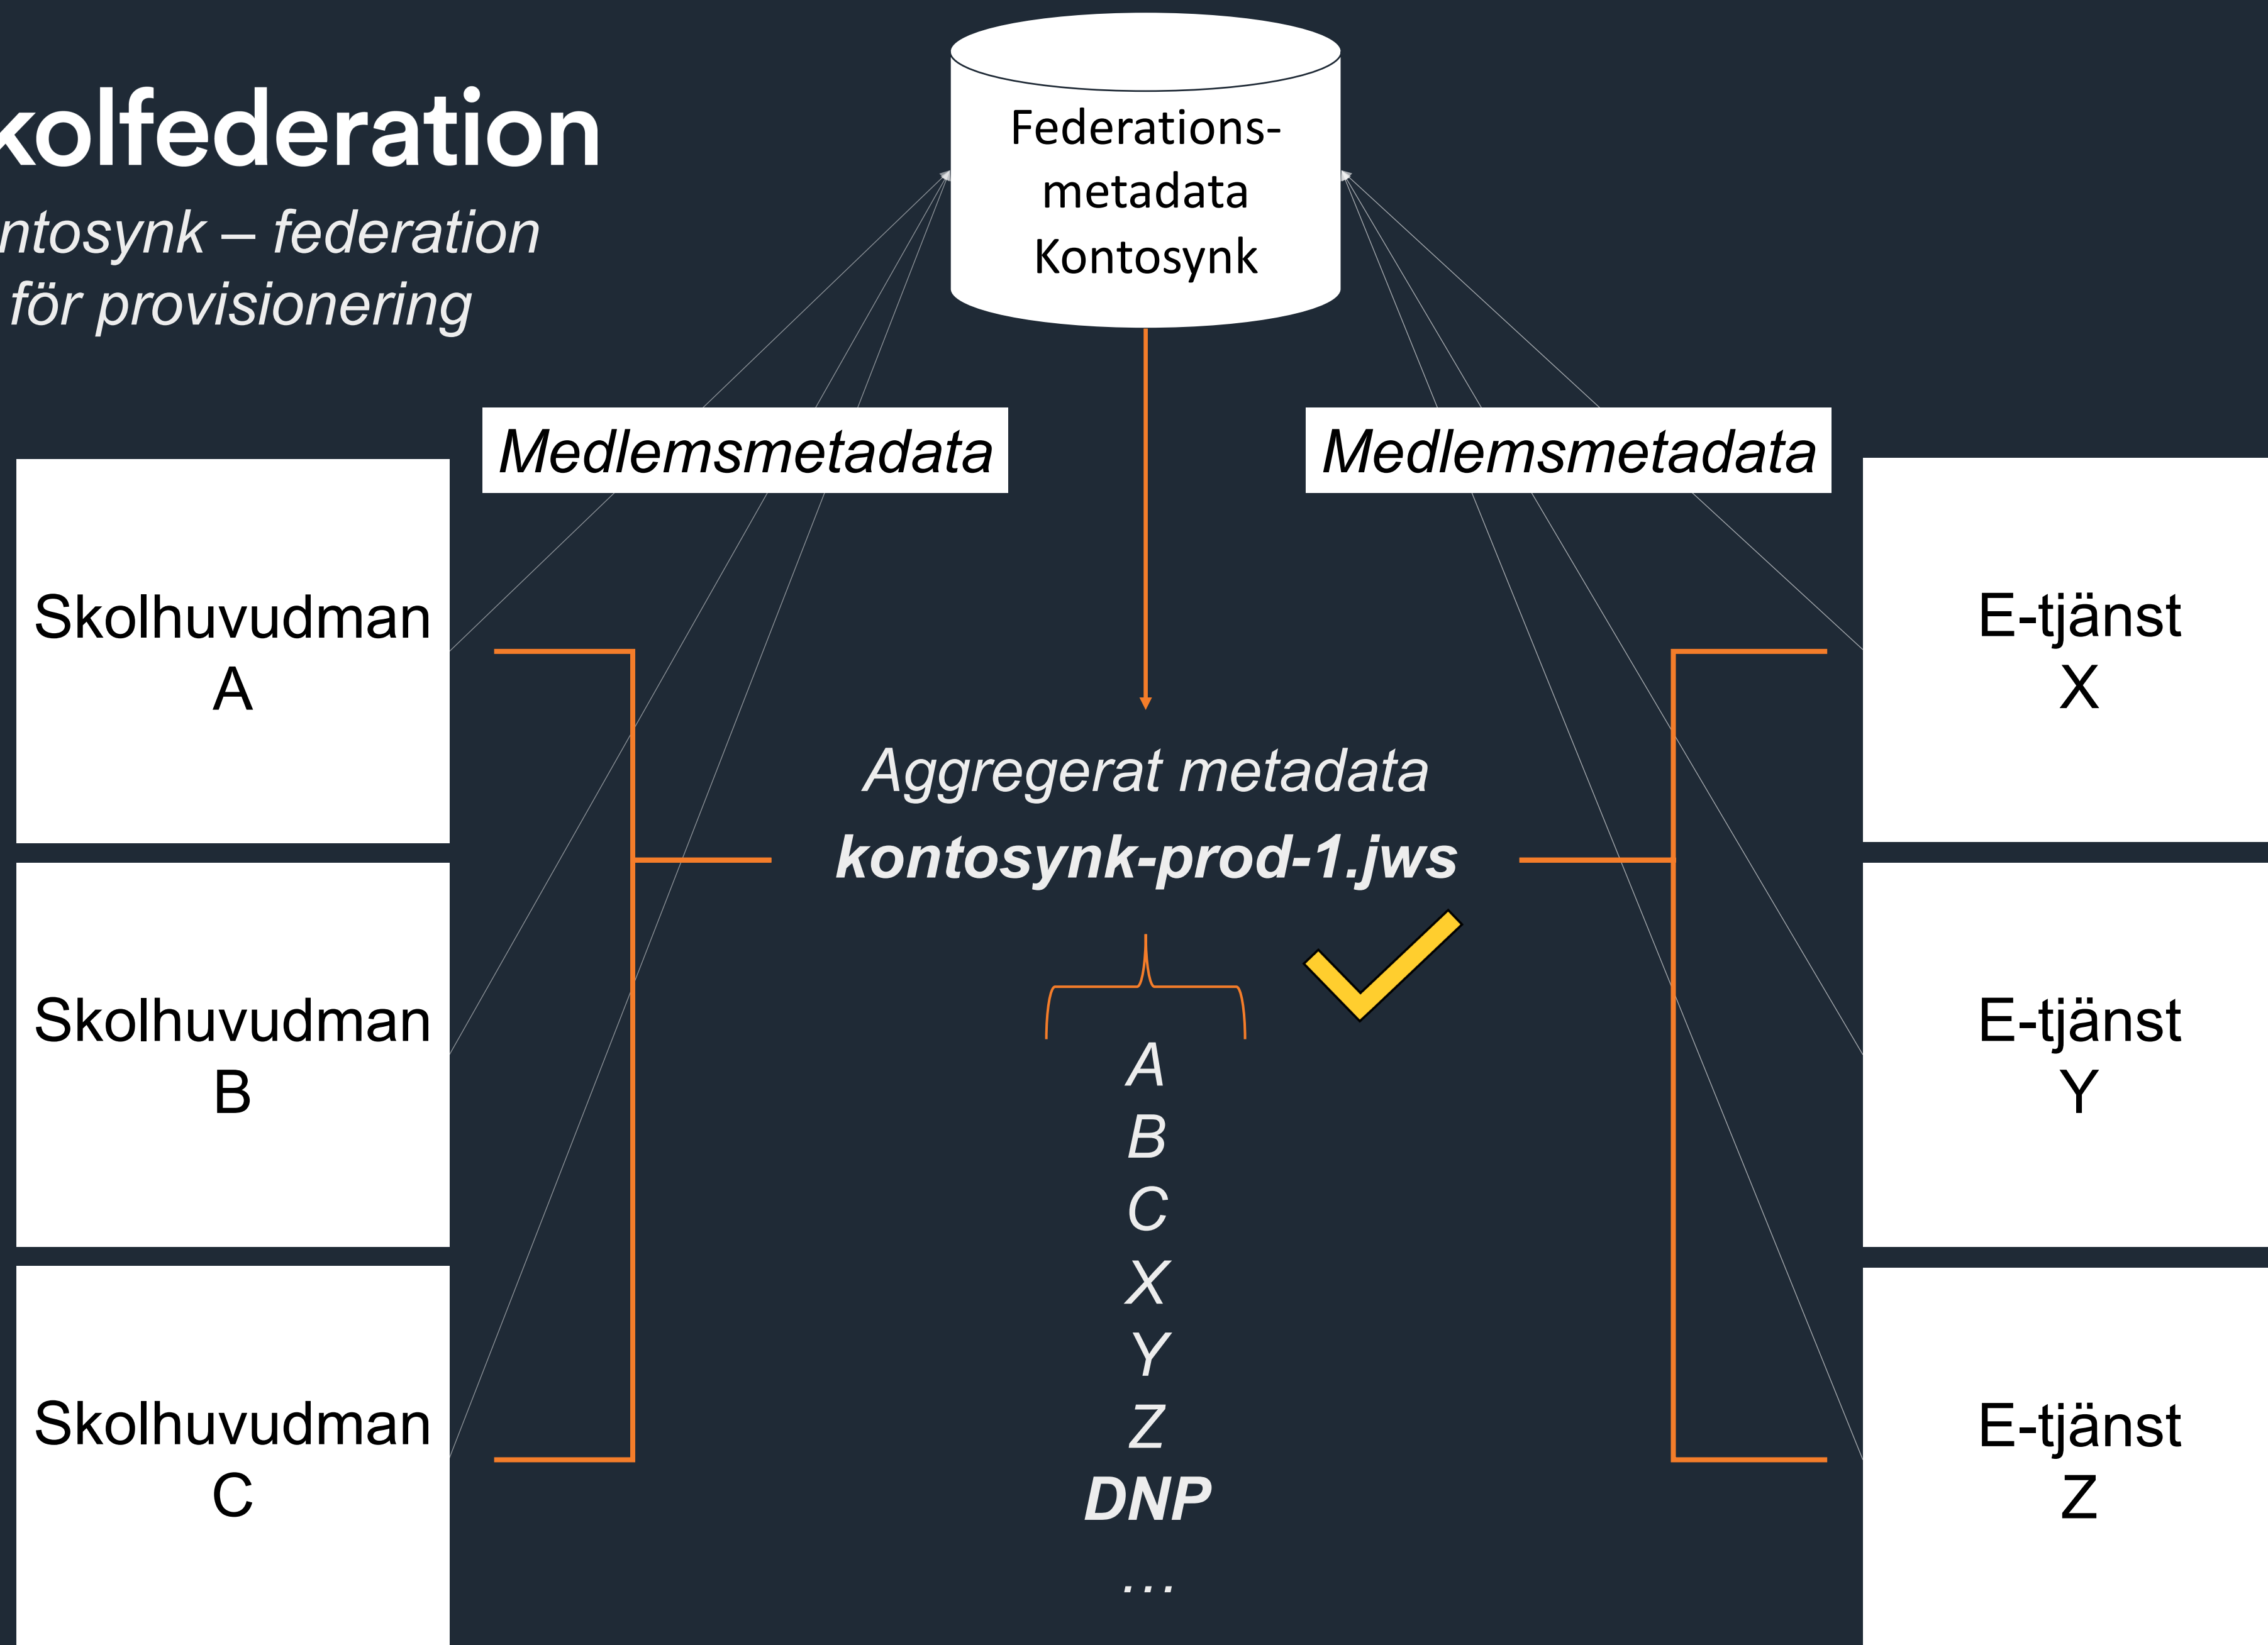 kolfederation
ntosynk – federation
för provisionering
Federations-
metadata
Kontosynk
Medlemsmetadata
Medlemsmetadata
Skolhuvudman
A
Skolhuvudman
B
Skolhuvudman
C
Aggregerat metadata
kontosynk-prod-1.jws
A
B
C
X
Y
Z
DNP
...
E-tjänst
X
E-tjänst
Y
E-tjänst
Z